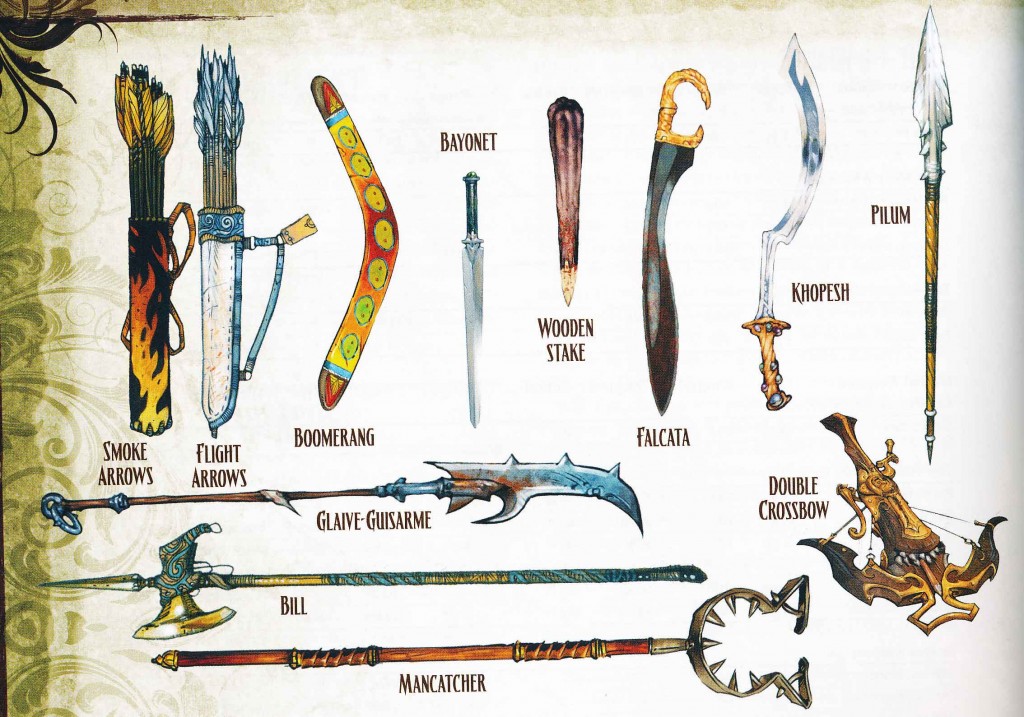 BAYONET
PILUM
KHOPESH
WOODEN
STAKE
SMOKE
ARROWS
FLIGHT
ARROWS
BOOMERANG
FALCATA
DOUBLE
CROSSBOW
GLAIVE-GUISARME
BILL
MANCATCHER